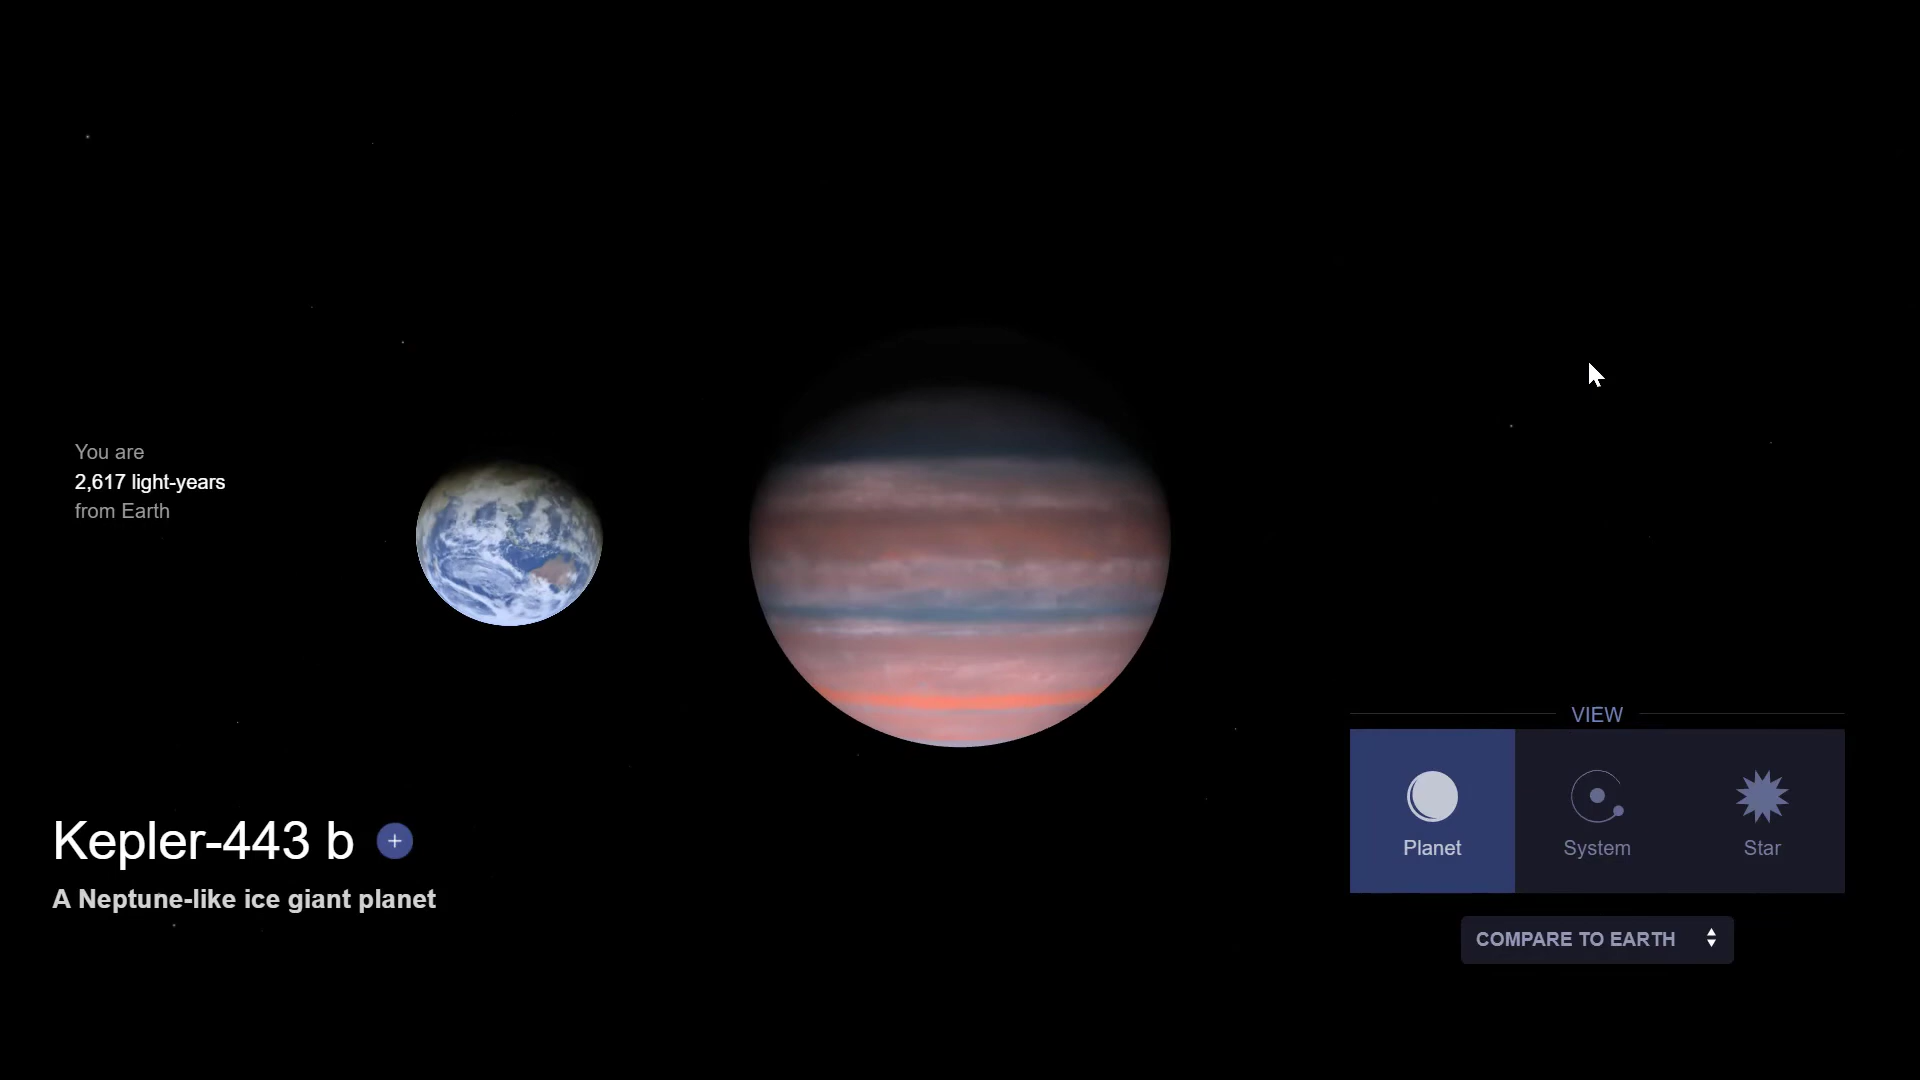 You are
2,617 light-years
from Earth
Kepler-443 b
A Neptune-like ice giant planet
VIEW
Planet
System
Star
COMPARE TO EARTH